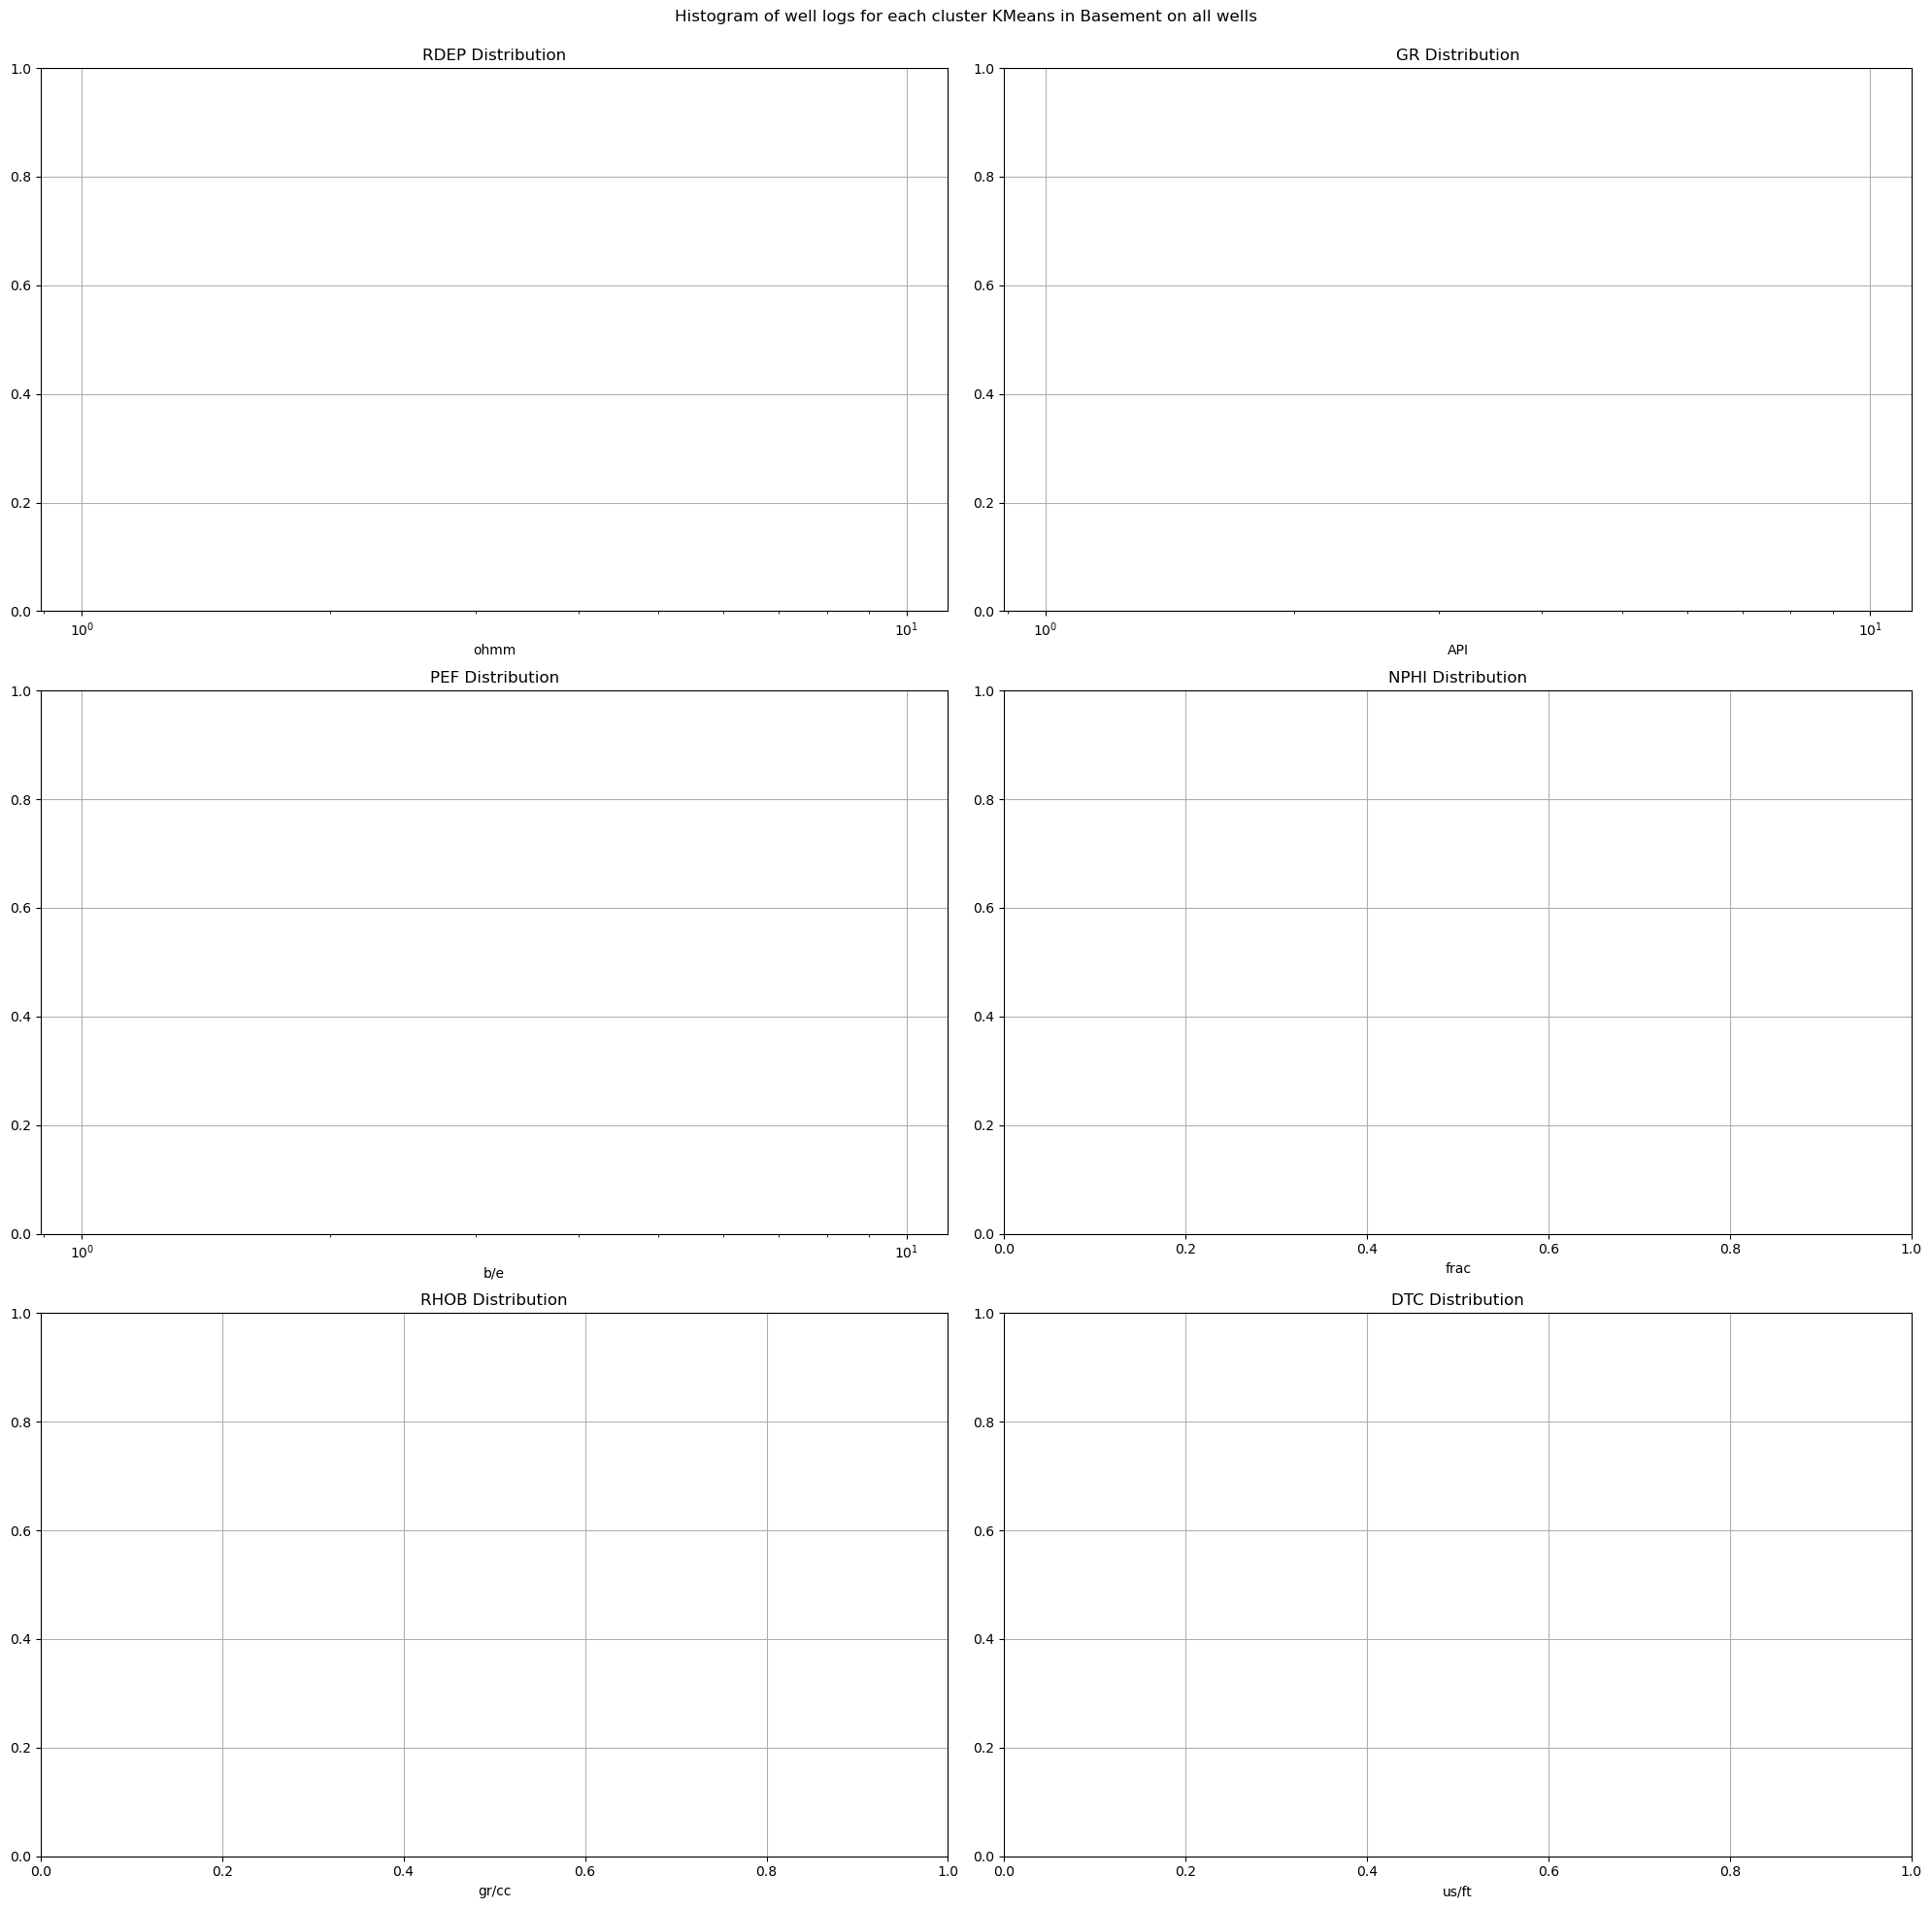 Histogram of well logs for each cluster KMeans in Basement on all wells
RDEP Distribution
1.0
0.8
0.6
0.4
0.2
0.0
10⁰ 10¹
ohmm
GR Distribution
1.0
0.8
0.6
0.4
0.2
0.0
10⁰ 10¹
API
PEF Distribution
1.0
0.8
0.6
0.4
0.2
0.0
10⁰ 10¹
b/e
NPHI Distribution
1.0
0.8
0.6
0.4
0.2
0.0
0.0 0.2 0.4 0.6 0.8 1.0
frac
RHOB Distribution
1.0
0.8
0.6
0.4
0.2
0.0
0.0 0.2 0.4 0.6 0.8 1.0
gr/cc
DTC Distribution
1.0
0.8
0.6
0.4
0.2
0.0
0.0 0.2 0.4 0.6 0.8 1.0
us/ft